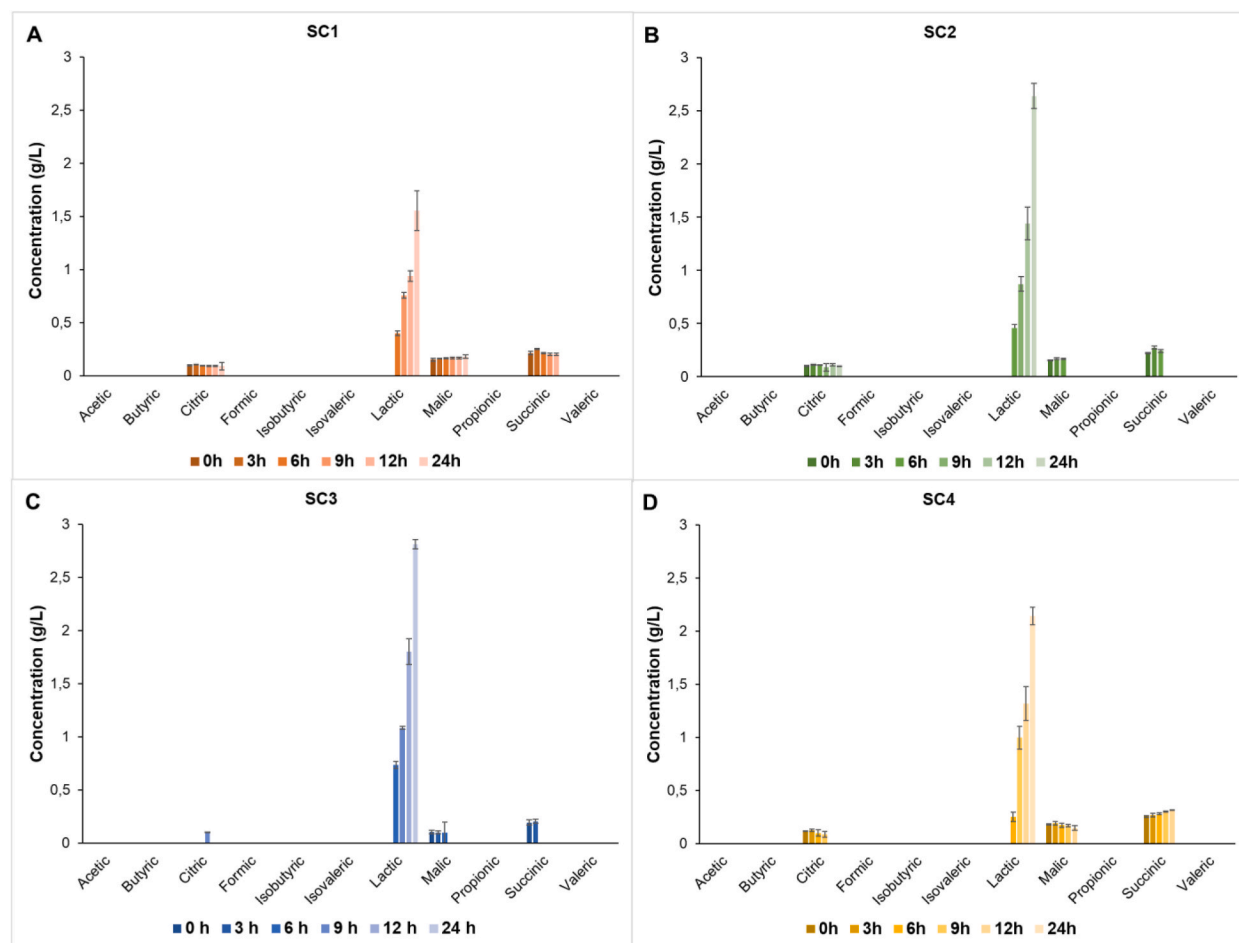 A
SC1
Concentration (g/L)
3
2,5
2
1,5
1
0,5
0
Acetic
Butyric
Citric
Formic
Isobutyric
Isovaleric
Lactic
Malic
Propionic
Succinic
Valeric
0h 3h 6h 9h 12h 24h
B
SC2
Concentration (g/L)
3
2,5
2
1,5
1
0,5
0
Acetic
Butyric
Citric
Formic
Isobutyric
Isovaleric
Lactic
Malic
Propionic
Succinic
Valeric
0h 3h 6h 9h 12h 24h
C
SC3
Concentration (g/L)
3
2,5
2
1,5
1
0,5
0
Acetic
Butyric
Citric
Formic
Isobutyric
Isovaleric
Lactic
Malic
Propionic
Succinic
Valeric
0 h 3 h 6 h 9 h 12 h 24 h
D
SC4
Concentration (g/L)
3
2,5
2
1,5
1
0,5
0
Acetic
Butyric
Citric
Formic
Isobutyric
Isovaleric
Lactic
Malic
Propionic
Succinic
Valeric
0h 3h 6h 9h 12h 24h